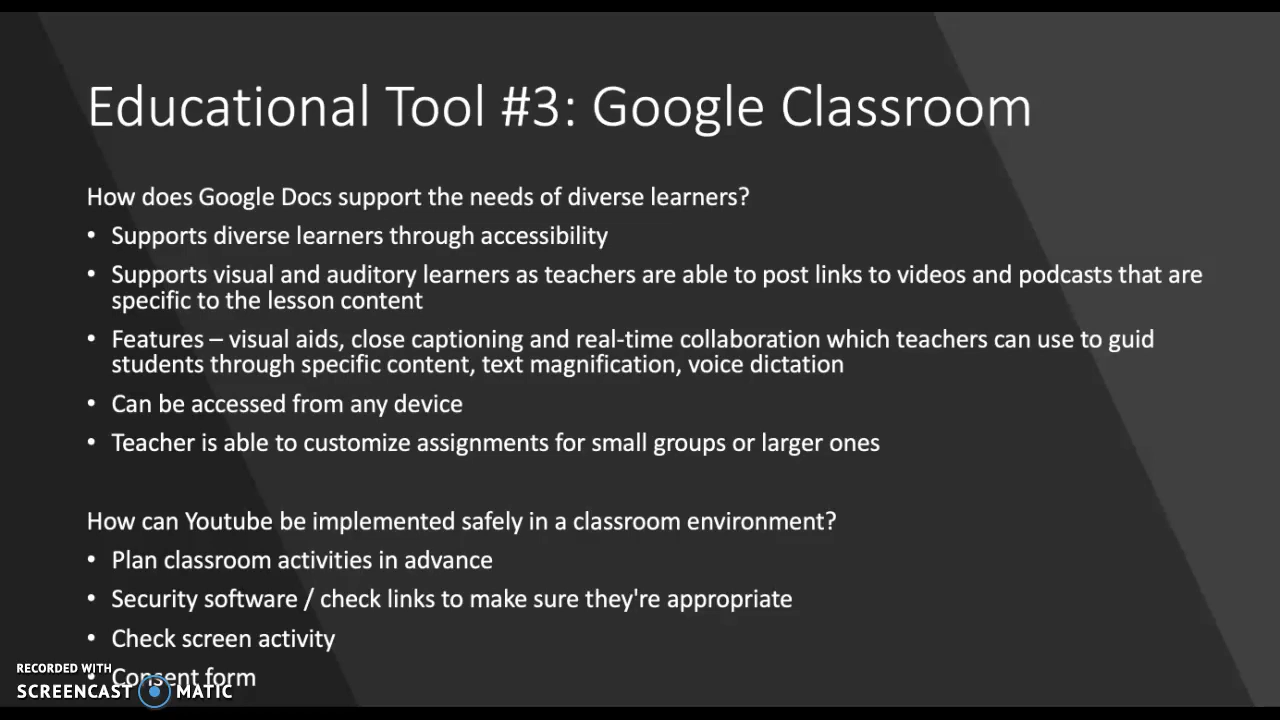 Educational Tool #3: Google Classroom
How does Google Docs support the needs of diverse learners?
• Supports diverse learners through accessibility
• Supports visual and auditory learners as teachers are able to post links to videos and podcasts that are
specific to the lesson content
• Features – visual aids, close captioning and real-time collaboration which teachers can use to guid
students through specific content, text magnification, voice dictation
• Can be accessed from any device
• Teacher is able to customize assignments for small groups or larger ones
How can Youtube be implemented safely in a classroom environment?
• Plan classroom activities in advance
• Security software / check links to make sure they're appropriate
• Check screen activity
• Consent form
RECORDED WITH
SCREENCAST MATIC